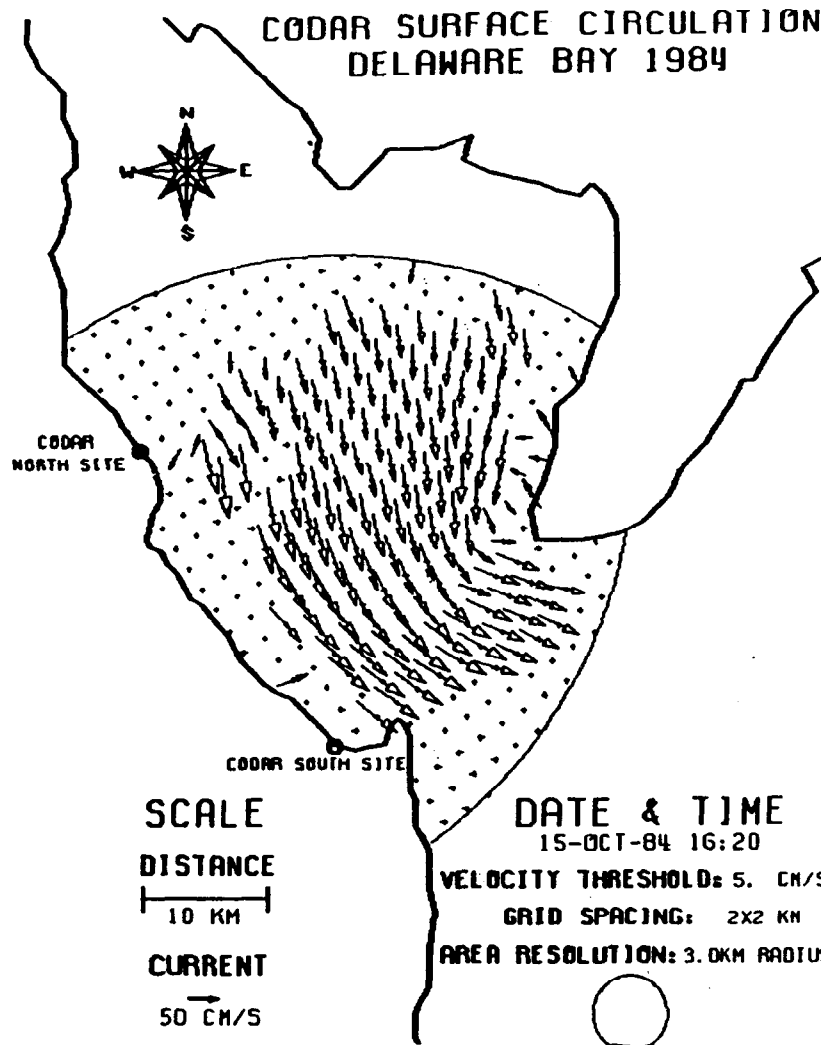 CODAR SURFACE CIRCULATION
DELAWARE BAY 1984
N
W E
S
CODAR
NORTH SITE
CODAR SOUTH SITE
SCALE
DISTANCE
10 KM
CURRENT
50 CM/S
DATE & TIME
15-OCT-84 16:20
VELOCITY THRESHOLD: 5. CM/S
GRID SPACING: 2X2 KM
AREA RESOLUTION: 3.0KM RADIUS